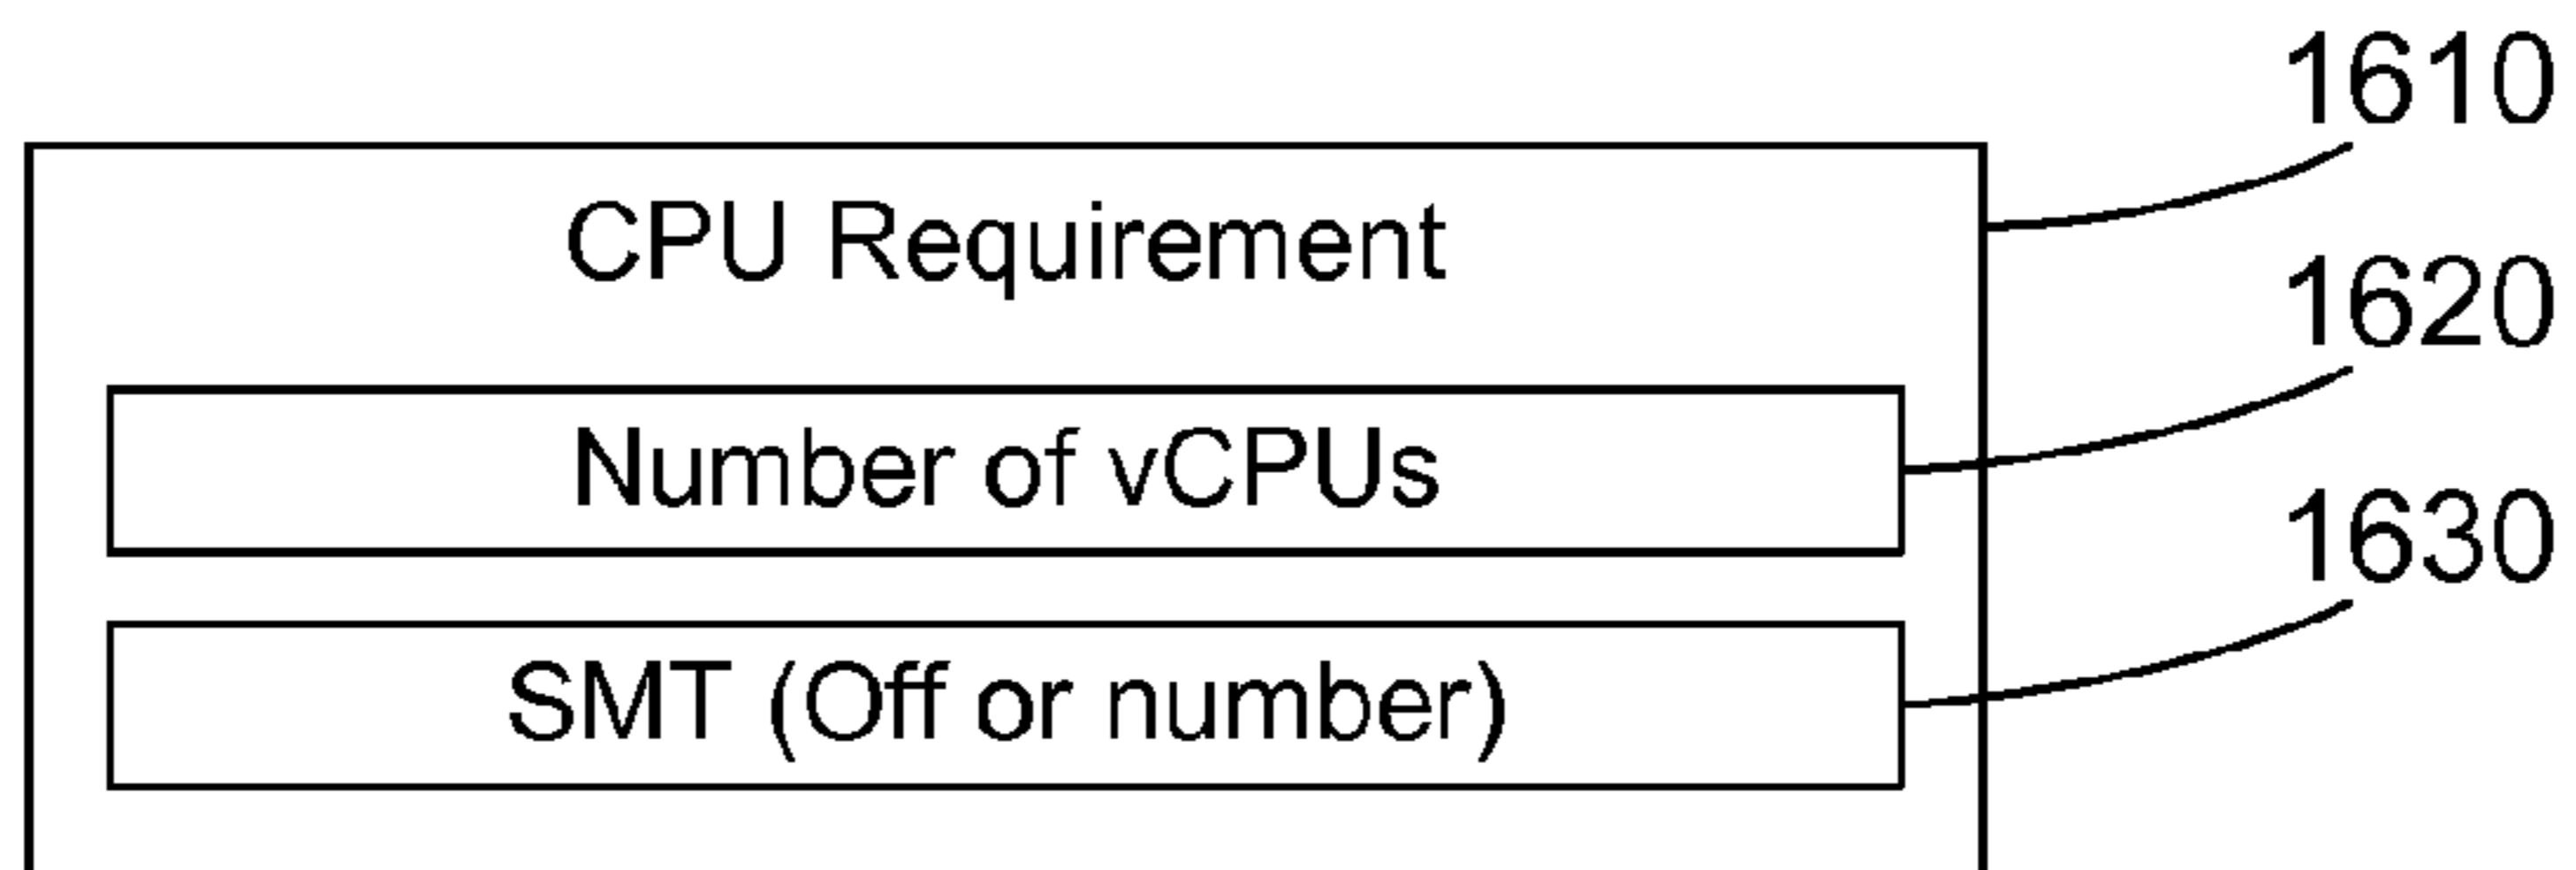 1610
CPU Requirement
1620
Number of vCPUs
1630
SMT (Off or number)